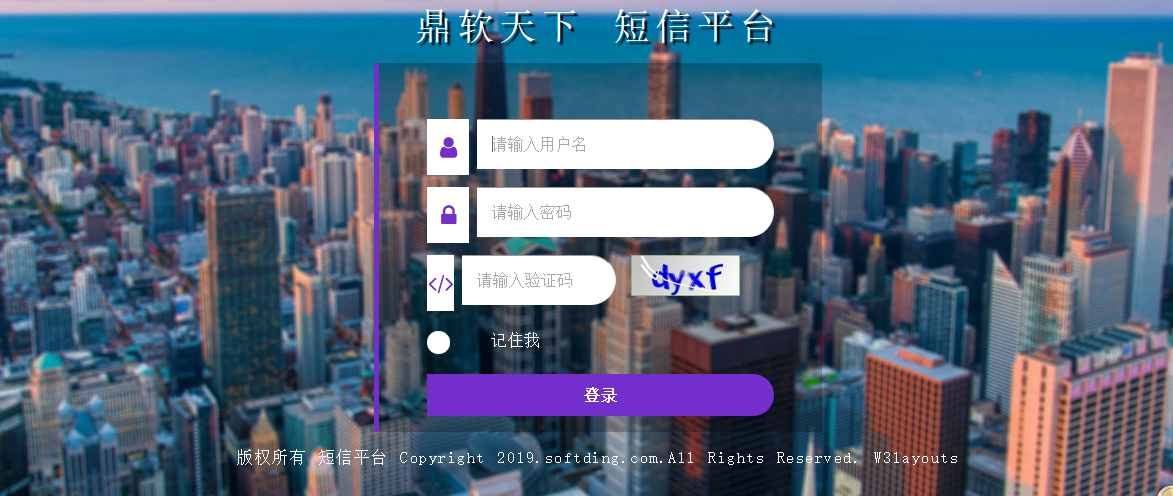 鼎软天下 短信平台
请输入用户名
请输入密码
</> 请输入验证码 dyxf
记住我
登录
版权所有 短信平台 Copyright 2019.softding.com.All Rights Reserved. W3layouts